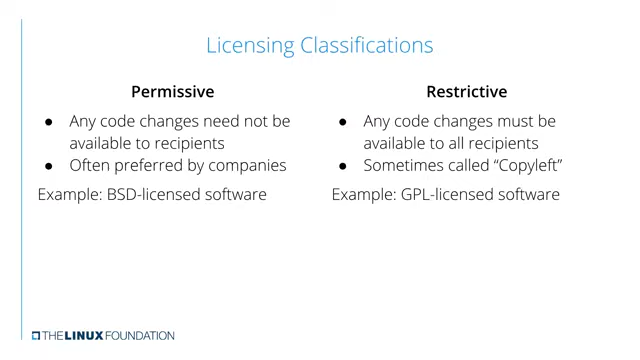 Licensing Classifications
Permissive
● Any code changes need not be
available to recipients
● Often preferred by companies
Example: BSD-licensed software
Restrictive
● Any code changes must be
available to all recipients
● Sometimes called “Copyleft”
Example: GPL-licensed software
THE LINUX FOUNDATION